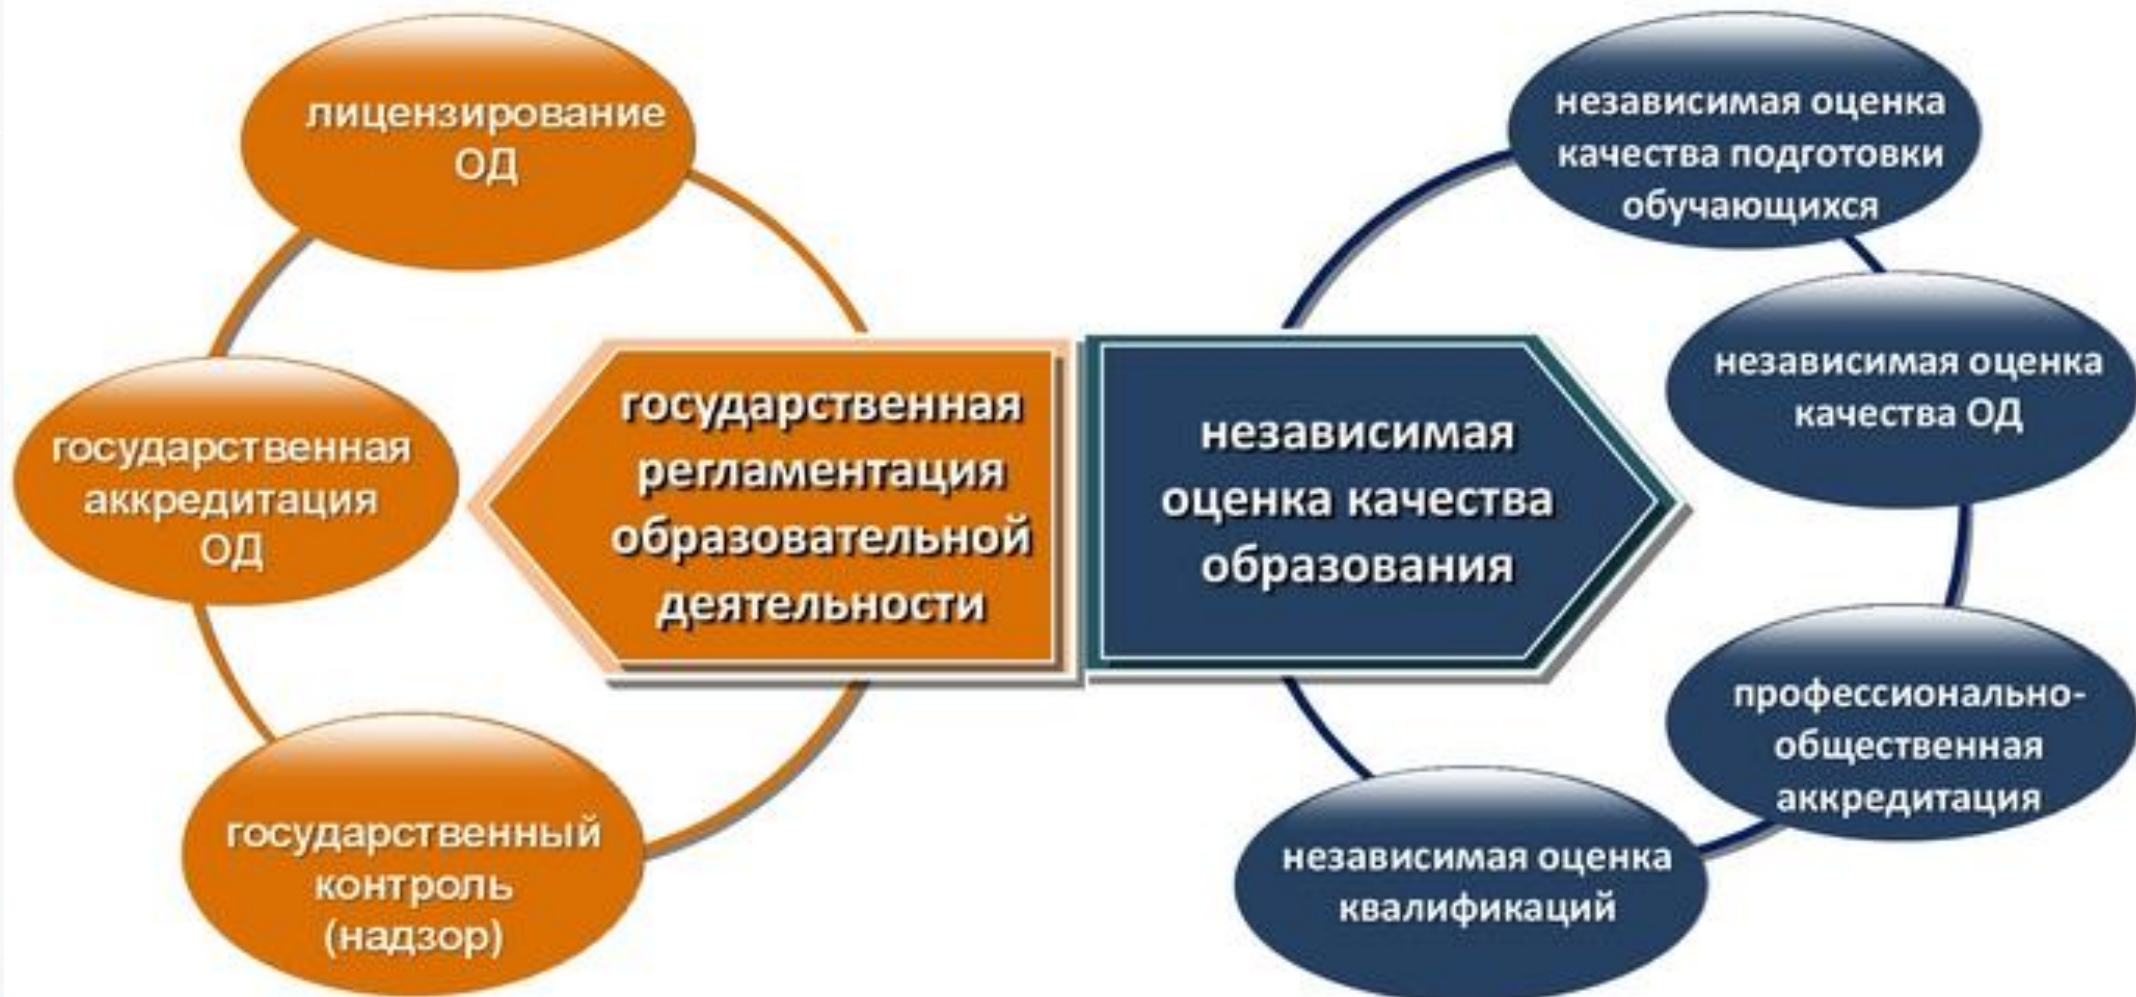 лицензирование
ОД
государственная
аккредитация
ОД
государственный
контроль
(надзор)
государственная
регламентация
образовательной
деятельности
независимая
оценка качества
образования
независимая оценка
качества подготовки
обучающихся
независимая оценка
качества ОД
профессионально-
общественная
аккредитация
независимая оценка
квалификаций